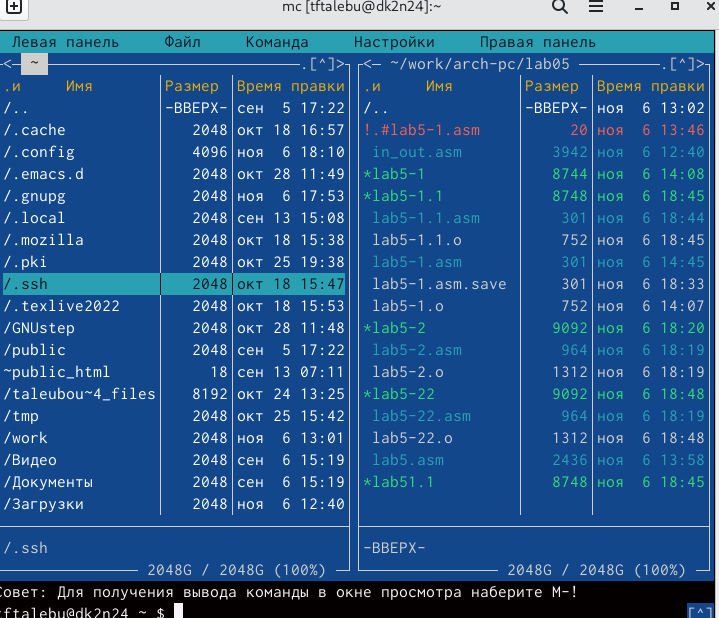 mc [tftalebu@dk2n24]:~
Левая панель Файл Команда Настройки Правая панель
<— ~ .[^]>
.и Имя Размер Время правки
/.. -ВВЕРХ- сен 5 17:22
/.cache 2048 окт 18 16:57
/.config 4096 ноя 6 18:10
/.emacs.d 2048 окт 28 11:49
/.gnupg 2048 ноя 6 17:53
/.local 2048 сен 13 15:08
/.mozilla 2048 окт 18 15:38
/.pki 2048 окт 25 19:38
/.ssh 2048 окт 18 15:47
/.texlive2022 2048 окт 18 15:53
/GNUstep 2048 окт 28 11:48
/public 2048 сен 5 17:22
~public_html 18 сен 13 07:11
/taleubou~4_files 8192 окт 24 13:25
/tmp 2048 окт 25 15:42
/work 2048 ноя 6 13:01
/Видео 2048 сен 6 15:19
/Документы 2048 сен 6 15:19
/Загрузки 2048 ноя 6 12:40
/.ssh
2048G / 2048G (100%)
<— ~/work/arch-pc/lab05 .[^]>
.и Имя Размер Время правки
/.. -ВВЕРХ- ноя 6 13:02
!.#lab5-1.asm 20 ноя 6 13:46
in_out.asm 3942 ноя 6 12:40
*lab5-1 8744 ноя 6 14:08
*lab5-1.1 8748 ноя 6 18:45
lab5-1.1.asm 301 ноя 6 18:44
lab5-1.1.o 752 ноя 6 18:45
lab5-1.asm 301 ноя 6 14:45
lab5-1.asm.save 301 ноя 6 18:33
lab5-1.o 752 ноя 6 14:07
*lab5-2 9092 ноя 6 18:20
lab5-2.asm 964 ноя 6 18:19
lab5-2.o 1312 ноя 6 18:19
*lab5-22 9092 ноя 6 18:48
lab5-22.asm 964 ноя 6 18:19
lab5-22.o 1312 ноя 6 18:48
lab5.asm 2436 ноя 6 13:58
*lab51.1 8748 ноя 6 18:45
-ВВЕРХ-
2048G / 2048G (100%)
Совет: Для получения вывода команды в окне просмотра наберите M-!
tftalebu@dk2n24 ~ $ [^]